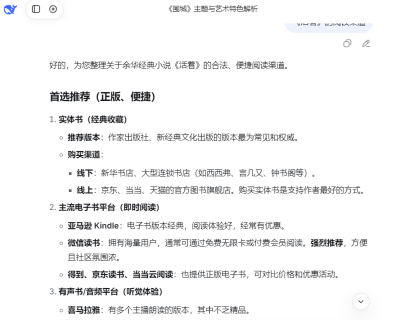 《围城》主题与艺术特色解析
《活着》的阅读渠道
好的，为您整理关于余华经典小说《活着》的合法、便捷阅读渠道。
首选推荐（正版、便捷）
1. 实体书（经典收藏）
推荐版本：作家出版社、新经典文化出版的版本最为常见和权威。
购买渠道：
线下：新华书店、大型连锁书店（如西西弗、言几又、钟书阁等）。
线上：京东、当当、天猫的官方图书旗舰店。购买实体书是支持作者最好的方式。
2. 主流电子书平台（即时阅读）
亚马逊 Kindle：电子书版本经典，阅读体验好，经常有优惠。
微信读书：拥有海量用户，通常可通过免费无限卡或付费会员阅读。强烈推荐，方便
且社区氛围浓。
得到、京东读书、当当云阅读：也提供正版电子书，可对比价格和优惠活动。
3. 有声书/音频平台（听觉体验）
喜马拉雅：有多个主播朗读的版本，其中不乏精品。